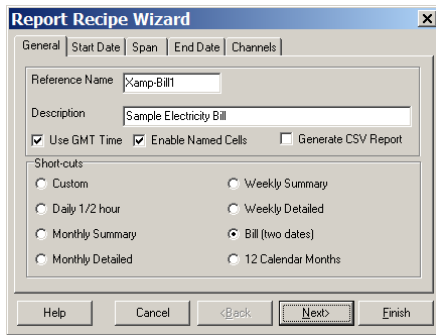 Report Recipe Wizard
General Start Date Span End Date Channels
Reference Name Xamp-Bill1
Description Sample Electricity Bill
Use GMT Time Enable Named Cells Generate CSV Report
Short-cuts
Custom Weekly Summary
Daily 1/2 hour Weekly Detailed
Monthly Summary Bill (two dates)
Monthly Detailed 12 Calendar Months
Help Cancel <Back Next> Finish